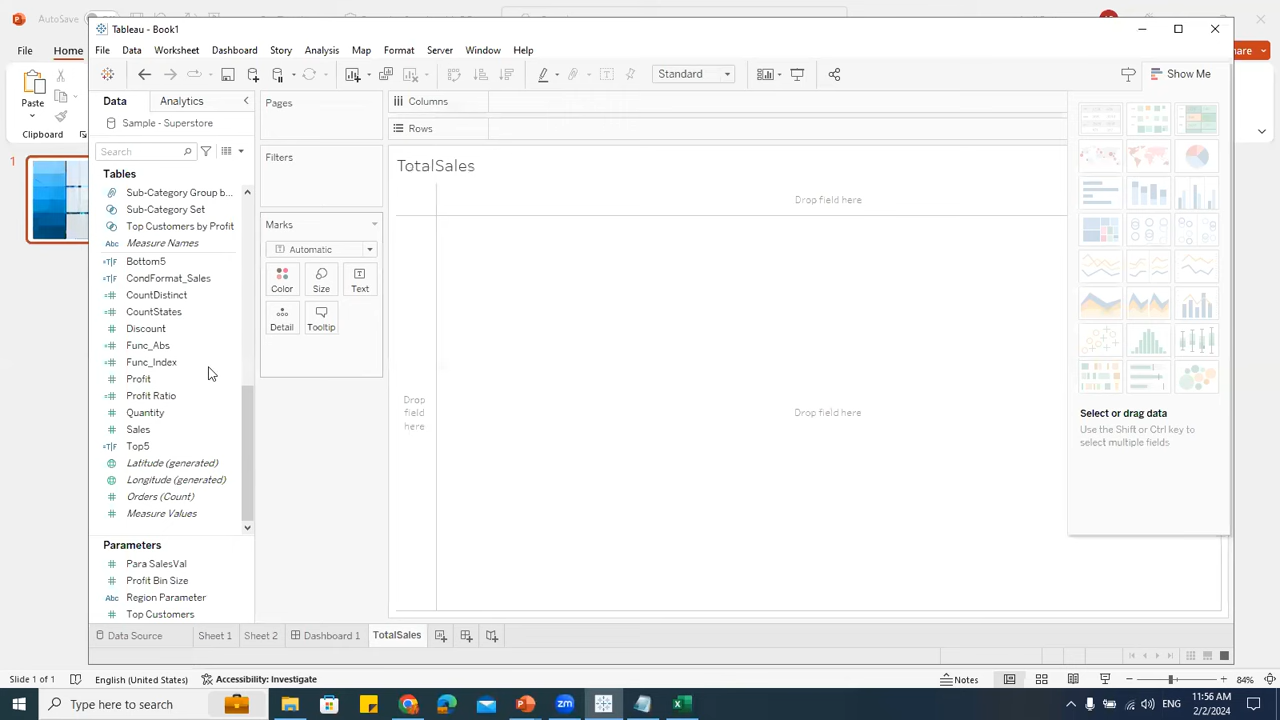 AutoSave
Tableau - Book1
File Home
are
File Data Worksheet Dashboard Story Analysis Map Format Server Window Help
Standard
Show Me
Paste
Clipboard
Data Analytics
Sample - Superstore
Search
Tables
Sub-Category Group b...
Sub-Category Set
Top Customers by Profit
Abc Measure Names
=T|F Bottom5
=T|F CondFormat_Sales
CountDistinct
CountStates
Discount
Func_Abs
Func_Index
Profit
Profit Ratio
Quantity
Sales
=T|F Top5
Latitude (generated)
Longitude (generated)
Orders (Count)
Measure Values
Parameters
Para SalesVal
Profit Bin Size
Abc Region Parameter
Top Customers
Pages
Filters
Marks
Automatic
Color Size Text
Detail Tooltip
Columns
Rows
TotalSales
Drop field here
Drop
field
here
Drop field here
Select or drag data
Use the Shift or Ctrl key to
select multiple fields
1
Data Source Sheet 1 Sheet 2 Dashboard 1 TotalSales
Slide 1 of 1 English (United States) Accessibility: Investigate Notes 84%
Type here to search
ENG
11:56 AM
2/2/2024